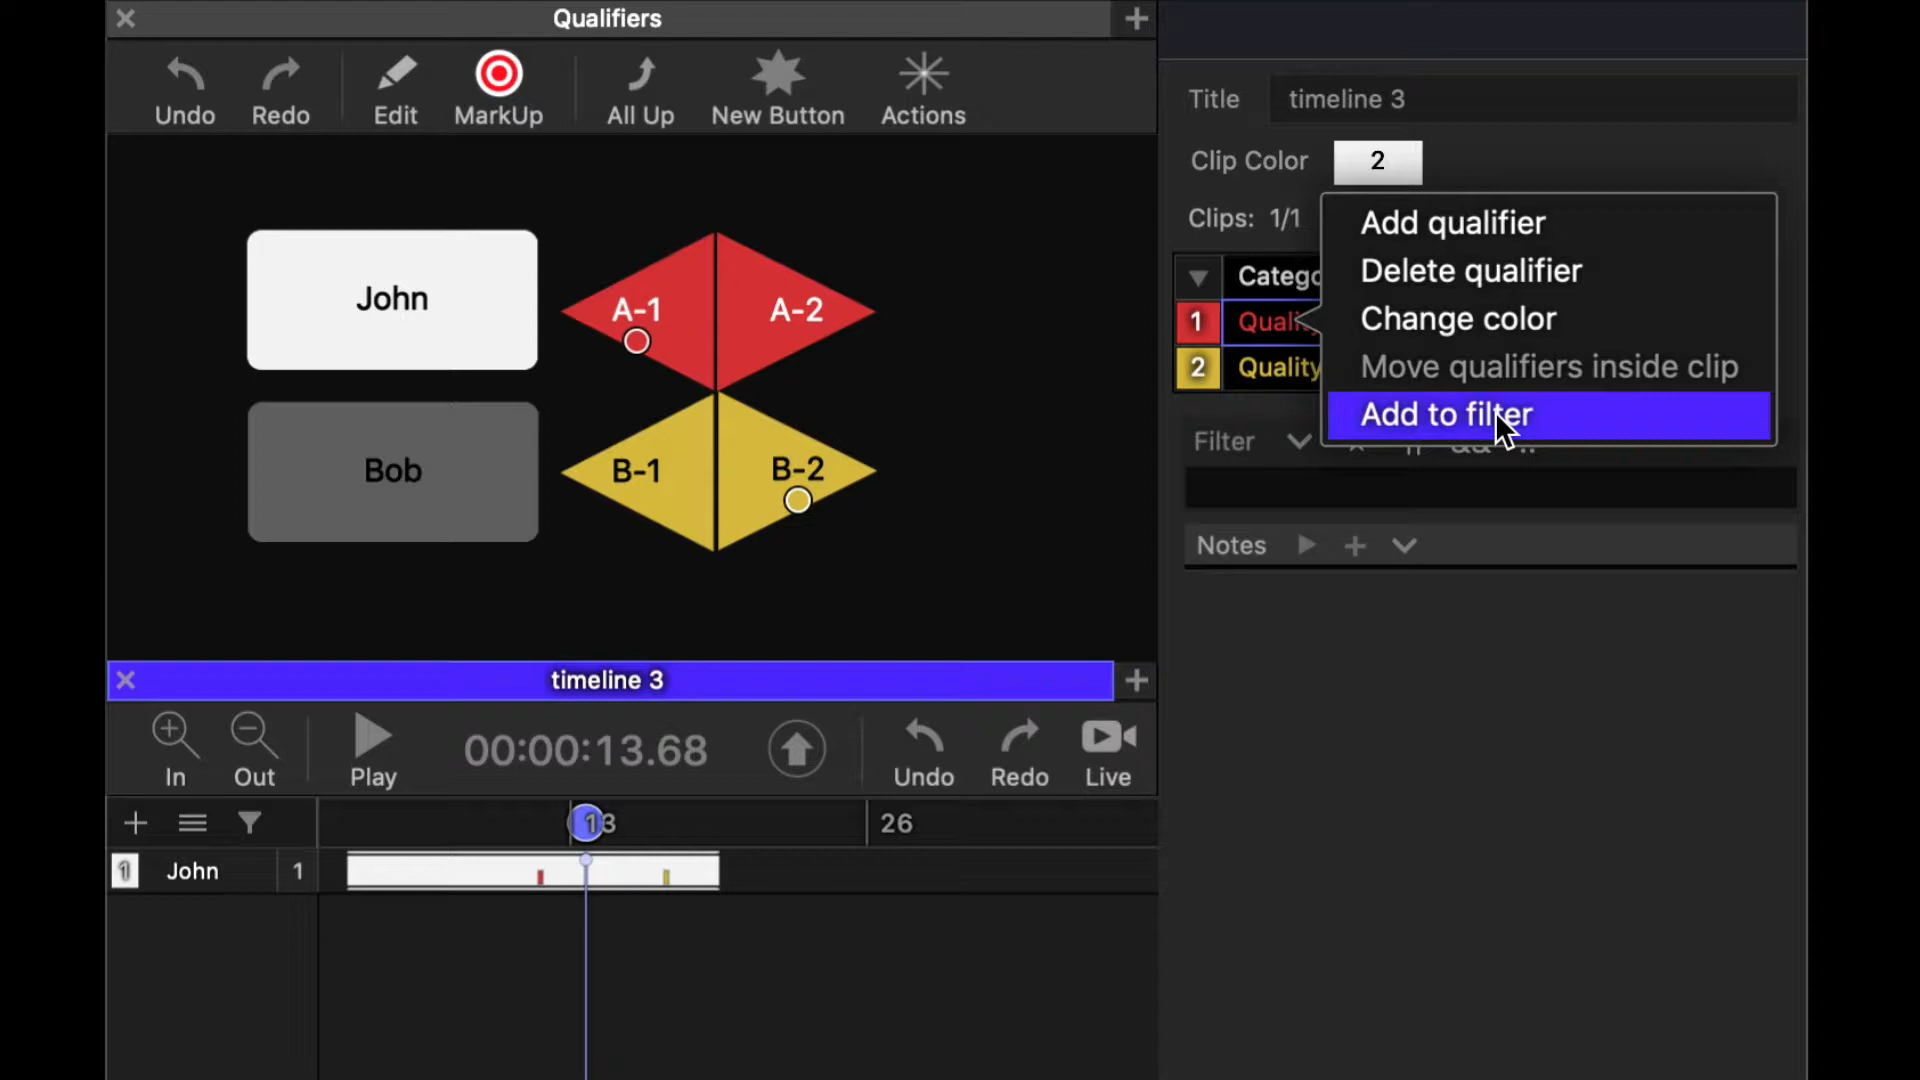 Qualifiers
Undo Redo Edit MarkUp All Up New Button Actions
John
A-1
A-2
Bob
B-1
B-2
timeline 3
In Out Play 00:00:13.68 Undo Redo Live
13
26
1 John 1
Title timeline 3
Clip Color 2
Clips: 1/1
Add qualifier
Delete qualifier
Change color
Move qualifiers inside clip
Add to filter
1
2 Quality
Filter
Notes